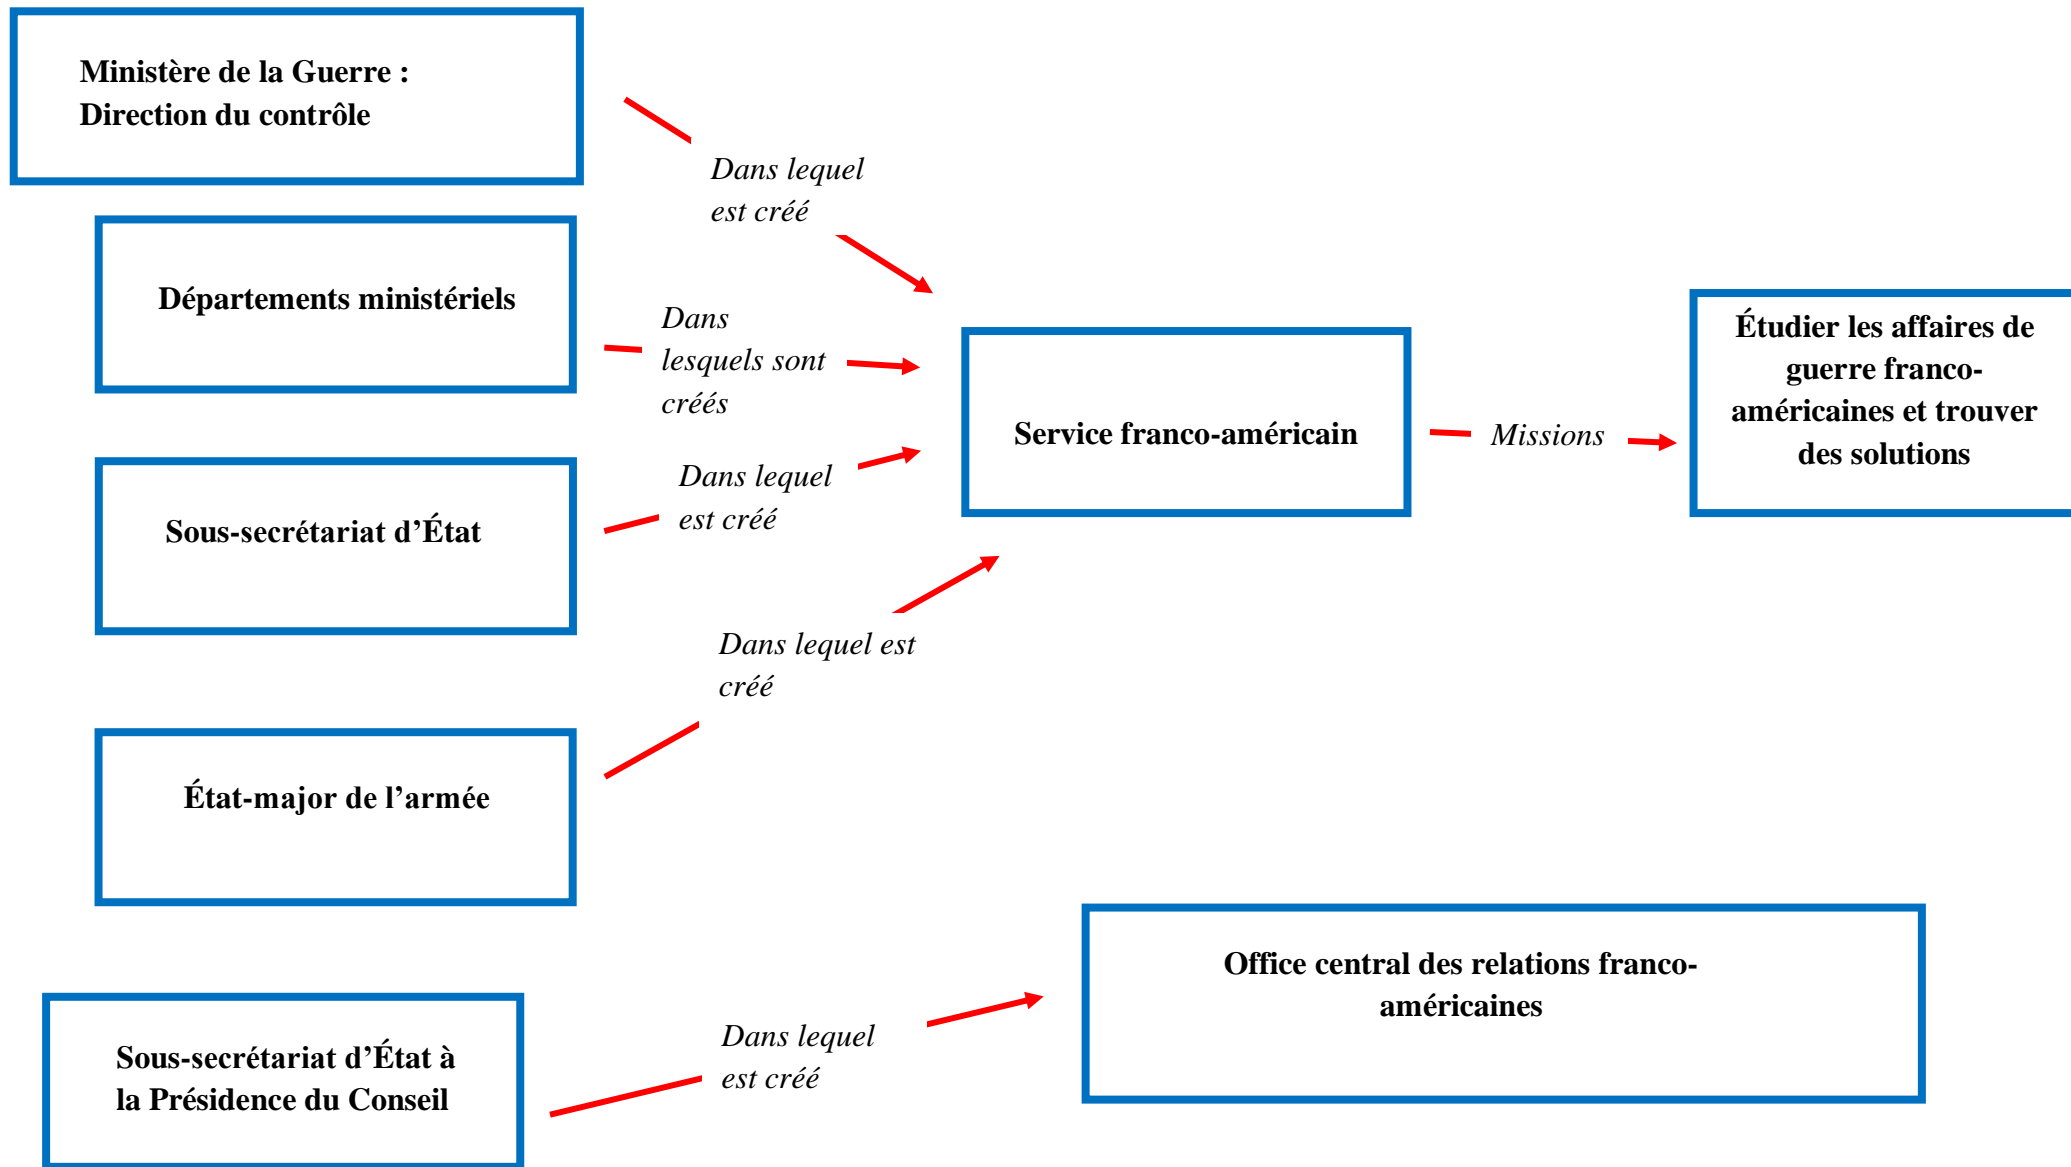 Ministère de la Guerre :
Direction du contrôle
Dans lequel
est créé
Départements ministériels
Dans
lesquels sont
créés
Sous-secrétariat d’État
Dans lequel
est créé
État-major de l’armée
Dans lequel est
créé
Service franco-américain
Missions
Étudier les affaires de
guerre franco-
américaines et trouver
des solutions
Sous-secrétariat d’État à
la Présidence du Conseil
Dans lequel
est créé
Office central des relations franco-
américaines